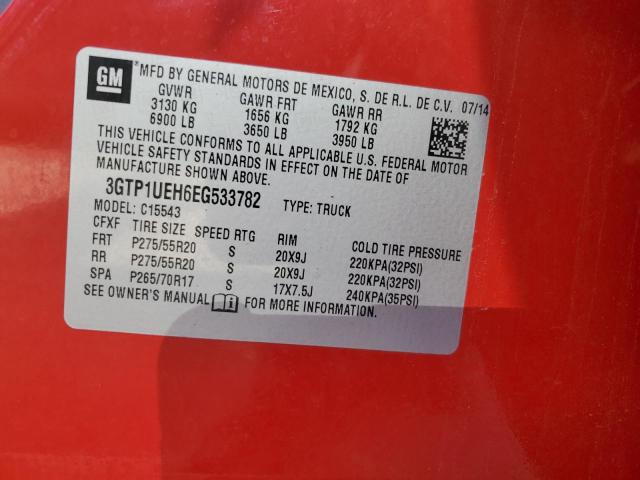 GM
*MFD BY GENERAL MOTORS DE MEXICO, S. DE R.L. DE C.V. 07/14
GVWR GAWR FRT GAWR RR
3130 KG 1656 KG 1792 KG
6900 LB 3650 LB 3950 LB
THIS VEHICLE CONFORMS TO ALL APPLICABLE U.S. FEDERAL MOTOR
VEHICLE SAFETY STANDARDS IN EFFECT ON THE DATE OF
MANUFACTURE SHOWN ABOVE.
3GTP1UEH6EG533782 TYPE: TRUCK
MODEL: C15543
CFXF TIRE SIZE SPEED RTG RIM COLD TIRE PRESSURE
FRT P275/55R20 S 20X9J 220KPA(32PSI)
RR P275/55R20 S 20X9J 220KPA(32PSI)
SPA P265/70R17 S 17X7.5J 240KPA(35PSI)
SEE OWNER'S MANUAL FOR MORE INFORMATION.